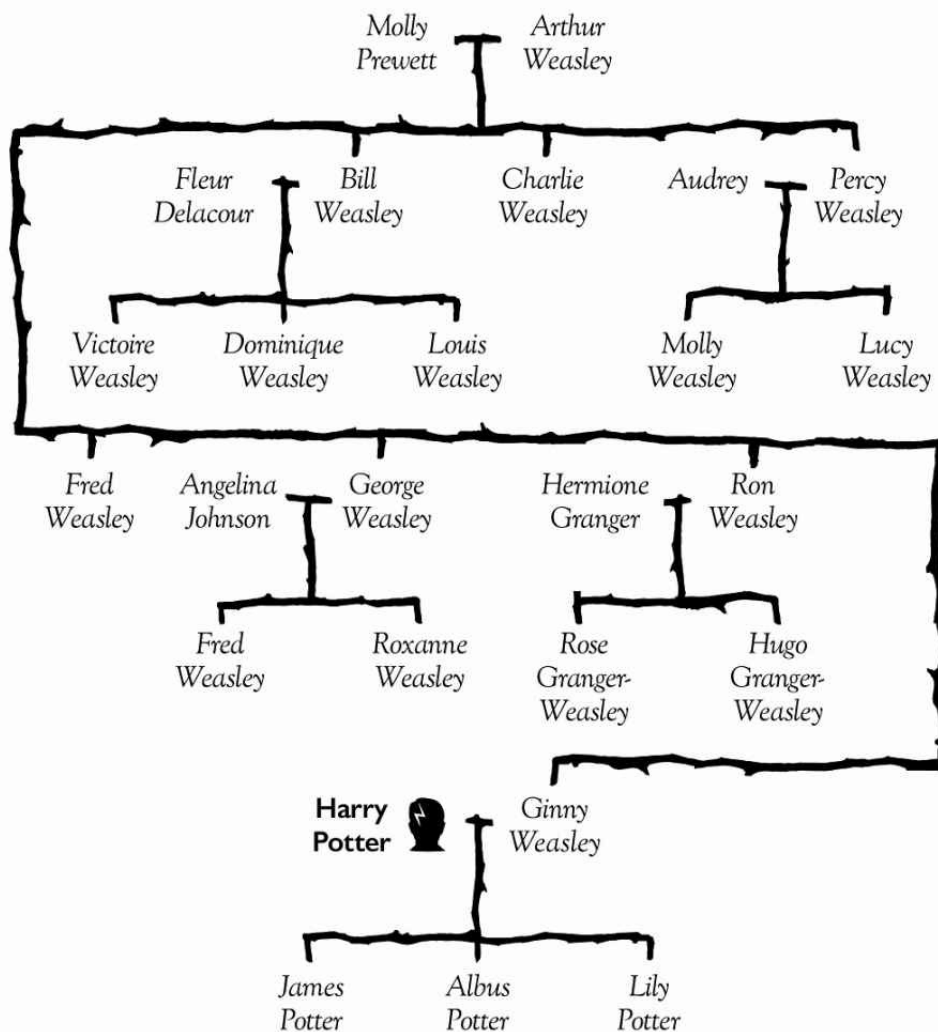 Molly Prewett
Arthur Weasley
Fleur Delacour
Bill Weasley
Charlie Weasley
Audrey
Percy Weasley
Victoire Weasley
Dominique Weasley
Louis Weasley
Molly Weasley
Lucy Weasley
Fred Weasley
Angelina Johnson
George Weasley
Hermione Granger
Ron Weasley
Fred Weasley
Roxanne Weasley
Rose Granger-Weasley
Hugo Granger-Weasley
Harry Potter
Ginny Weasley
James Potter
Albus Potter
Lily Potter